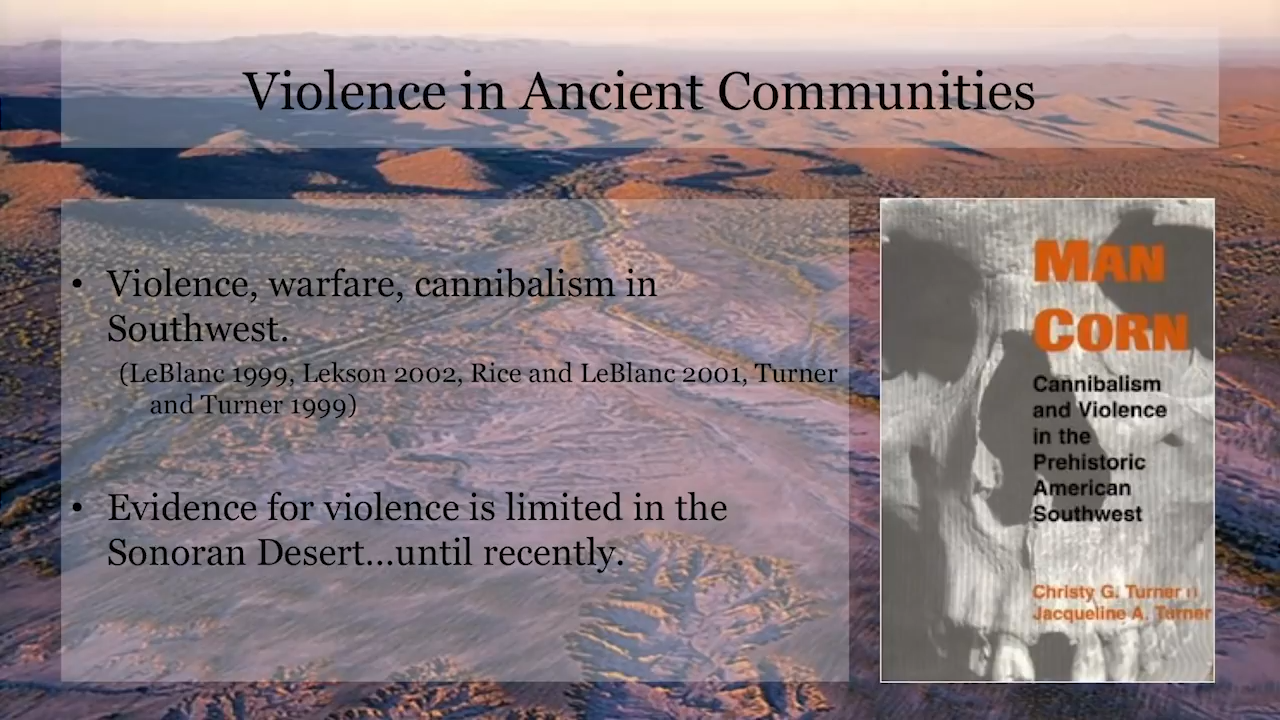 Violence in Ancient Communities
• Violence, warfare, cannibalism in
Southwest.
(LeBlanc 1999, Lekson 2002, Rice and LeBlanc 2001, Turner
and Turner 1999)
• Evidence for violence is limited in the
Sonoran Desert...until recently.
MAN
CORN
Cannibalism
and Violence
in the
Prehistoric
American
Southwest
Christy G. Turner II
Jacqueline A. Turner